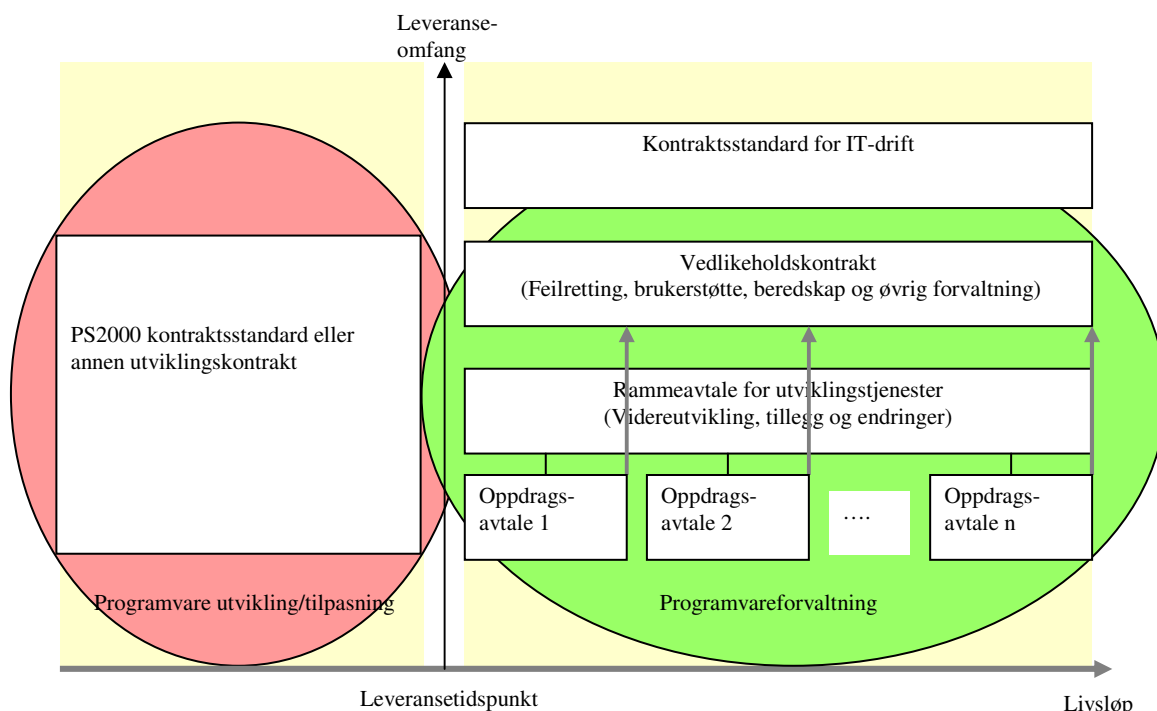 Leveranse-
omfang
Kontraktsstandard for IT-drift
Vedlikeholdskontrakt
(Feilretting, brukerstøtte, beredskap og øvrig forvaltning)
PS2000 kontraktsstandard eller
annen utviklingskontrakt
Rammeavtale for utviklingstjenester
(Videreutvikling, tillegg og endringer)
Oppdrags-
avtale 1
Oppdrags-
avtale 2
….
Oppdrags-
avtale n
Programvare utvikling/tilpasning
Programvareforvaltning
Leveransetidspunkt
Livsløp